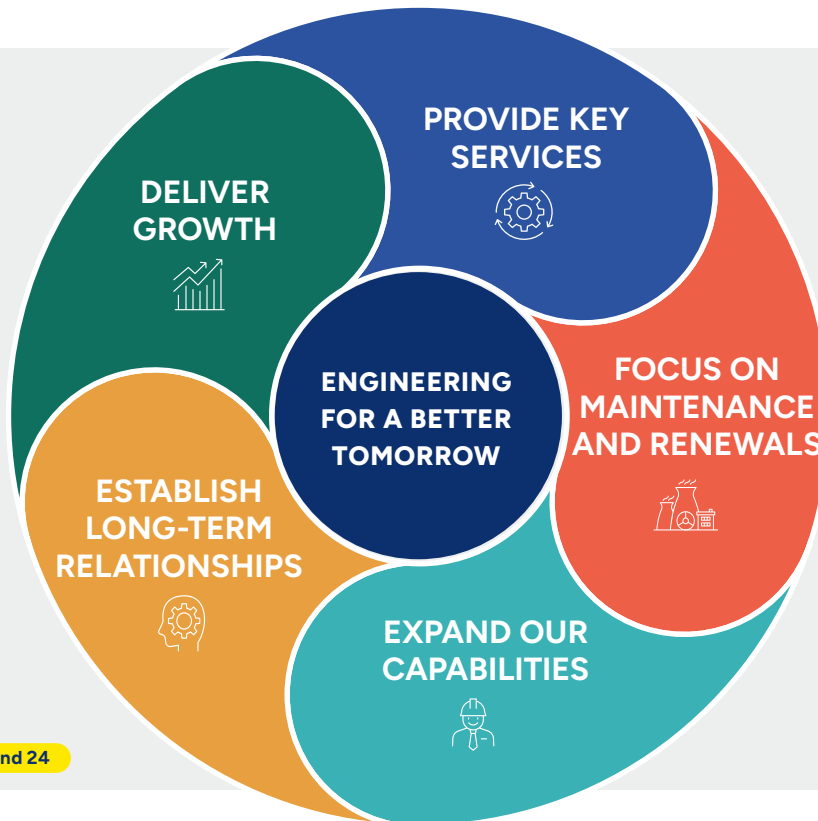 PROVIDE KEY
SERVICES
DELIVER
GROWTH
FOCUS ON
MAINTENANCE
AND RENEWALS
ENGINEERING
FOR A BETTER
TOMORROW
ESTABLISH
LONG-TERM
RELATIONSHIPS
EXPAND OUR
CAPABILITIES
24